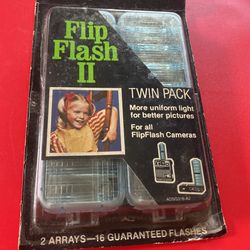 Flip
Flash
II
TWIN PACK
More uniform light
for better pictures
For all
FlipFlash Cameras
2 ARRAYS—16 GUARANTEED FLASHES